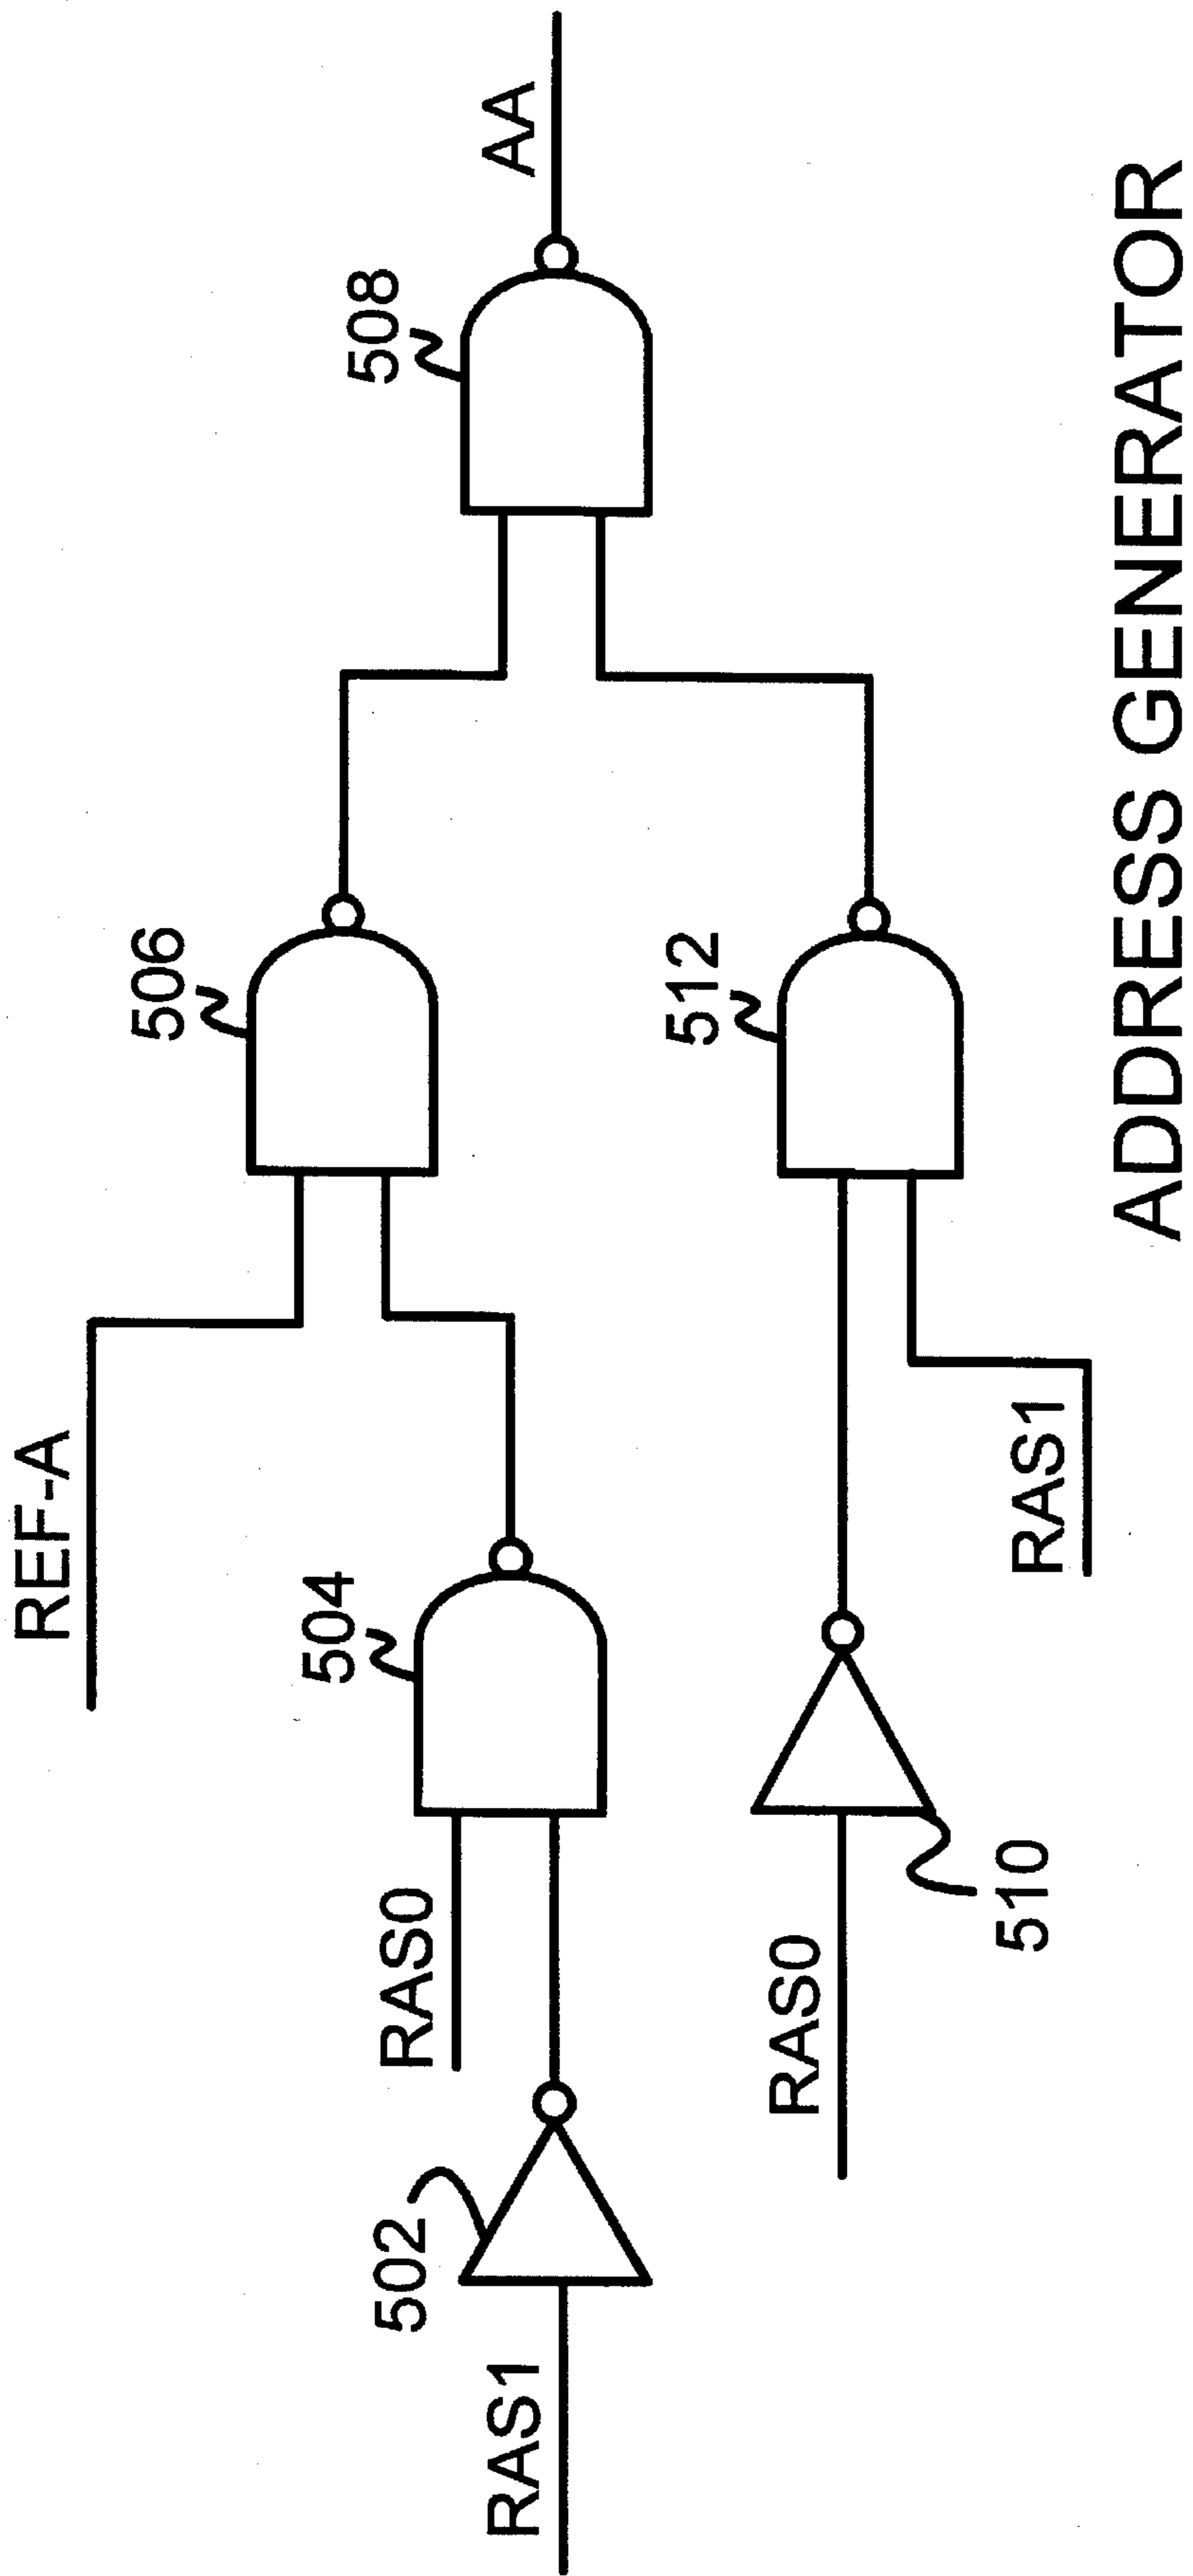 REF-A
506
504
508
AA
RAS0
502
RAS1
512
RAS0
510
RAS1
ADDRESS GENERATOR